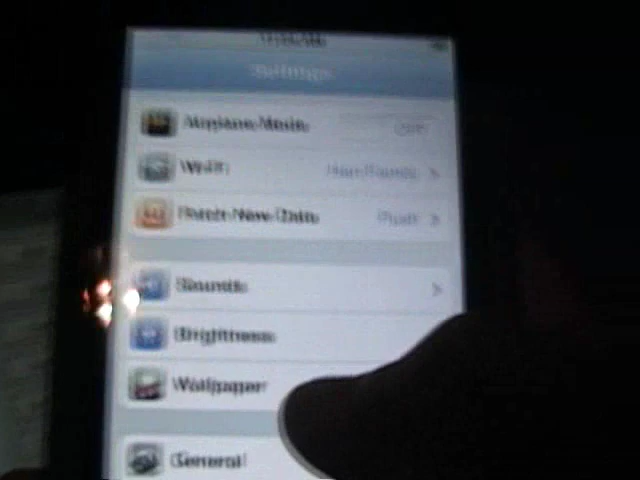 Settings
Airplane Mode OFF
Wi-Fi
Fetch New Data Push
Sounds
Brightness
Wallpaper
General